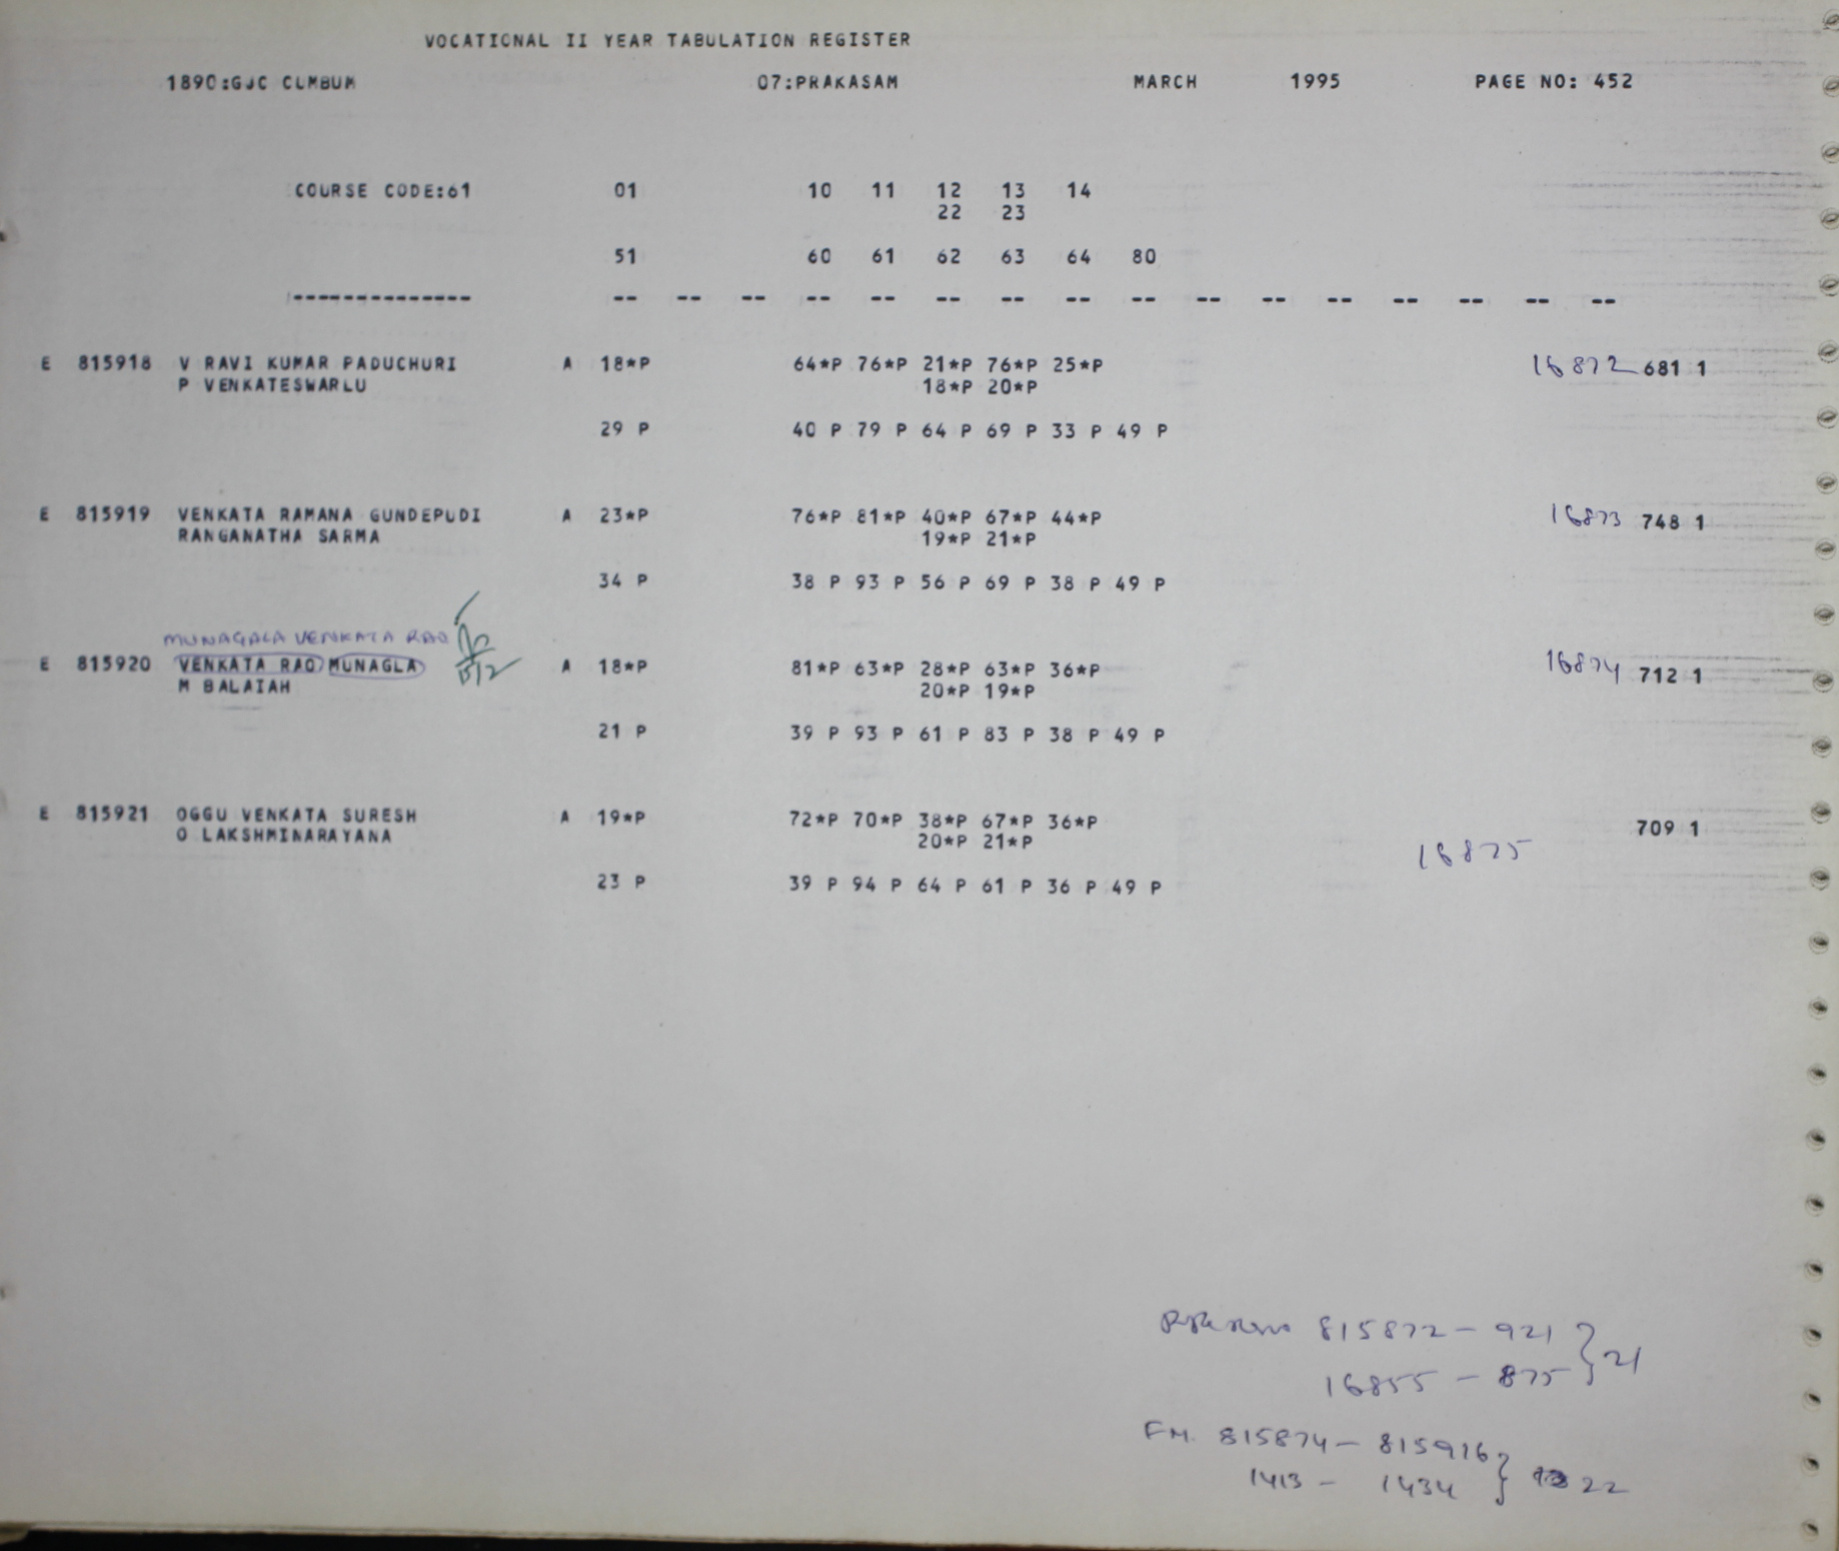 VOCATIONAL II YEAR TABULATION REGISTER
1890:GJC CUMBUM 07:PRAKASAM MARCH 1995 PAGE NO: 452
COURSE CODE:61 01 10 11 12 13 14
22 23
51 60 61 62 63 64 80
-------------- -- -- -- -- -- -- -- -- -- -- -- -- -- -- -- --
E 815918 V RAVI KUMAR PADUCHURI A 18*P 64*P 76*P 21*P 76*P 25*P 16872 681 1
P VENKATESWARLU 18*P 20*P
29 P 40 P 79 P 64 P 69 P 33 P 49 P
E 815919 VENKATA RAMANA GUNDEPUDI A 23*P 76*P 81*P 40*P 67*P 44*P 16873 748 1
RANGANATHA SARMA 19*P 21*P
34 P 38 P 93 P 56 P 69 P 38 P 49 P
MUNAGALA VENKATA RAO
E 815920 VENKATA RAO MUNAGLA A 18*P 81*P 63*P 28*P 63*P 36*P 16874 712 1
M BALAIAH 20*P 19*P
21 P 39 P 93 P 61 P 83 P 38 P 49 P
E 815921 OGGU VENKATA SURESH A 19*P 72*P 70*P 38*P 67*P 36*P 709 1
O LAKSHMINARAYANA 20*P 21*P
16875
23 P 39 P 94 P 64 P 61 P 36 P 49 P
815872 - 921 } 21
16855 - 875
FM. 815874 - 815916 } 22
1413 - 1434